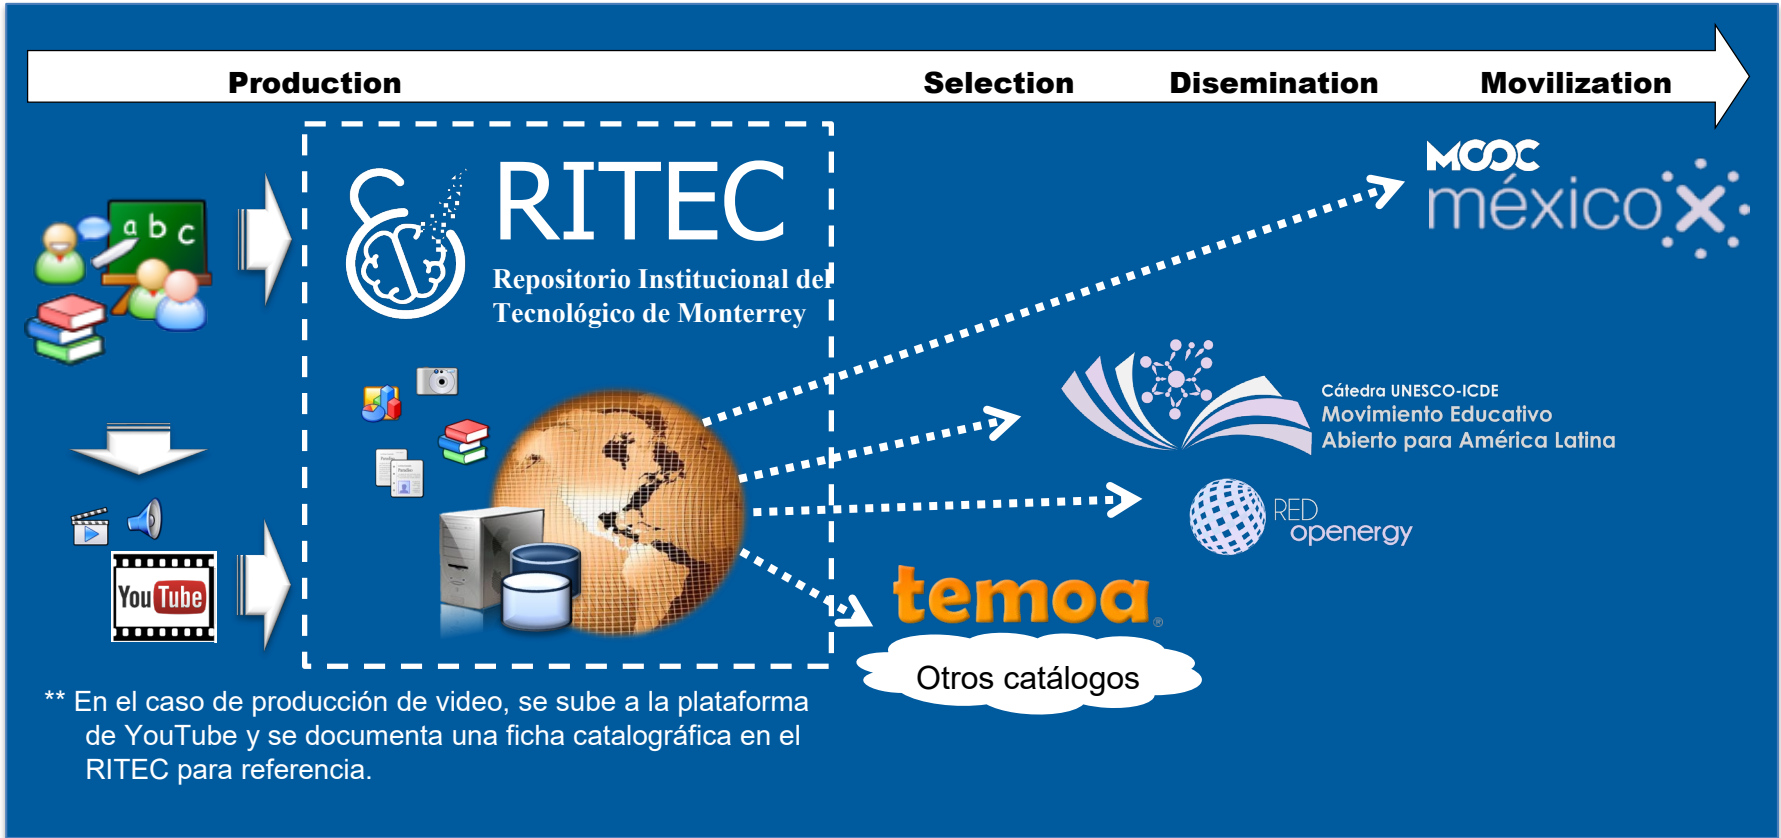 Production Selection Disemination Movilization
MOOC
méxico x
a b c
RITEC
Repositorio Institucional del
Tecnológico de Monterrey
Cátedra UNESCO-ICDE
Movimiento Educativo
Abierto para América Latina
RED
openergy
You Tube
temoa®
Otros catálogos
** En el caso de producción de video, se sube a la plataforma
de YouTube y se documenta una ficha catalográfica en el
RITEC para referencia.